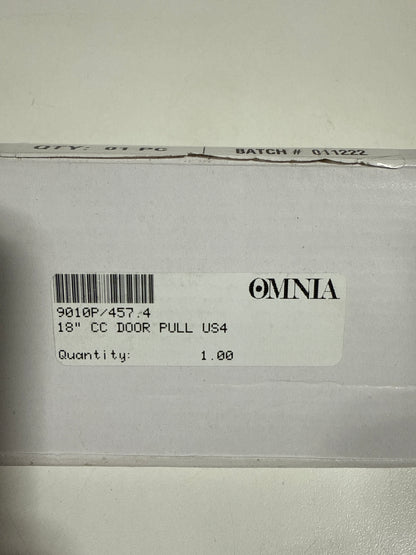 QTY: 01 PC
BATCH # 011222
OMNIA
9010P/457.4
18" CC DOOR PULL US4
Quantity: 1.00